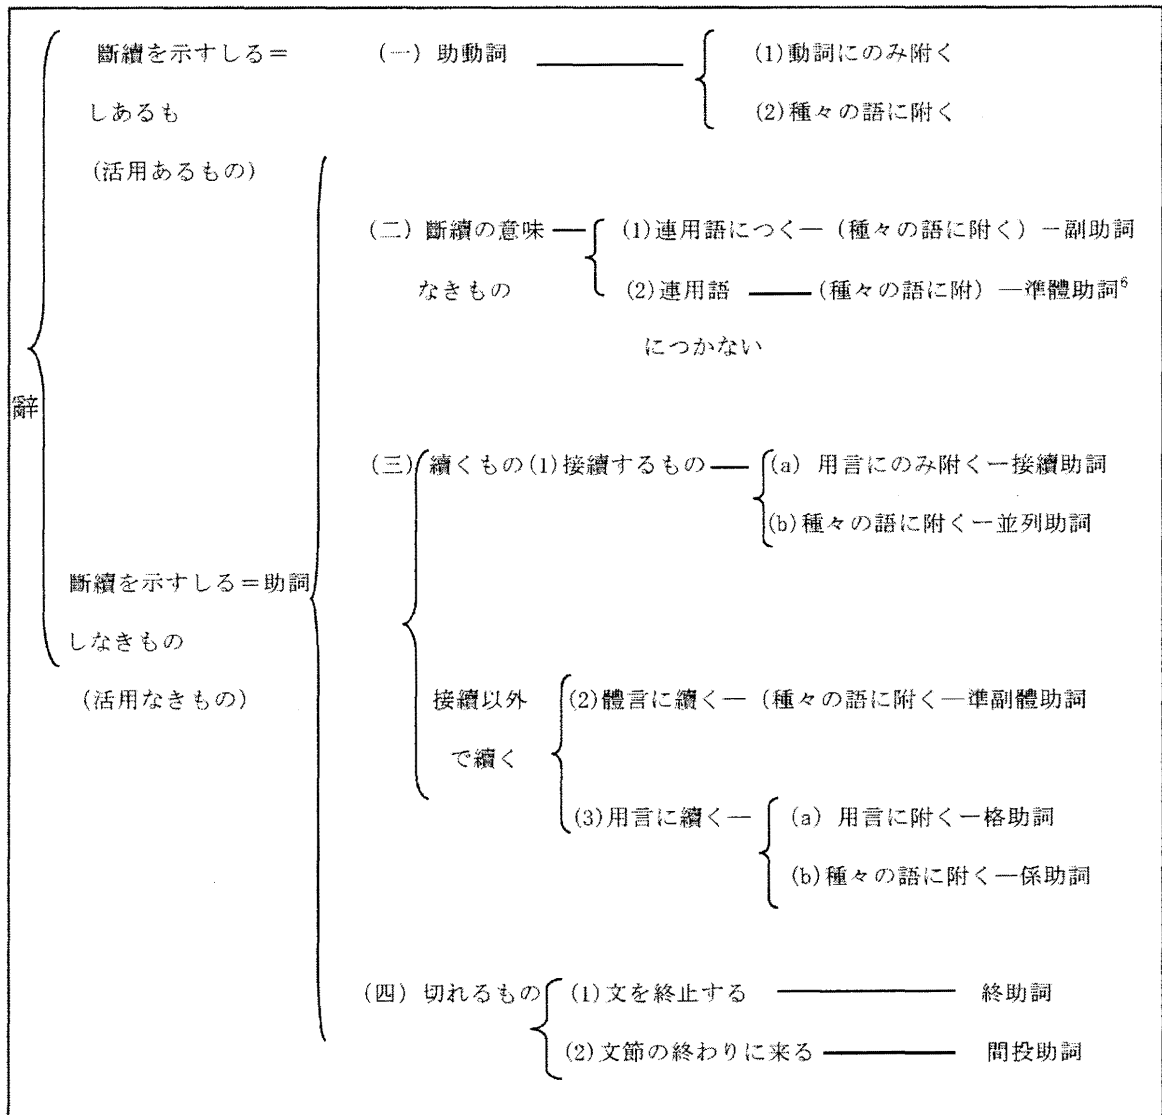 斷續を示すしる＝ (一) 助動詞 (1)動詞にのみ附く
しあるも (2)種々の語に附く
(活用あるもの)
(二) 斷續の意味 (1)連用語につく— (種々の語に附く) －副助詞
なきもの (2)連用語 (種々の語に附) —準體助詞6
につかない
辭
(三) 續くもの(1)接續するもの (a) 用言にのみ附く－接續助詞
(b)種々の語に附く－並列助詞
斷續を示すしる＝助詞
しなきもの
(活用なきもの) 接續以外 (2)體言に續く— (種々の語に附く—準副體助詞
で續く
(3)用言に續く— (a) 用言に附く－格助詞
(b)種々の語に附く—係助詞
(四) 切れるもの (1)文を終止する 終助詞
(2)文節の終わりに来る 間投助詞